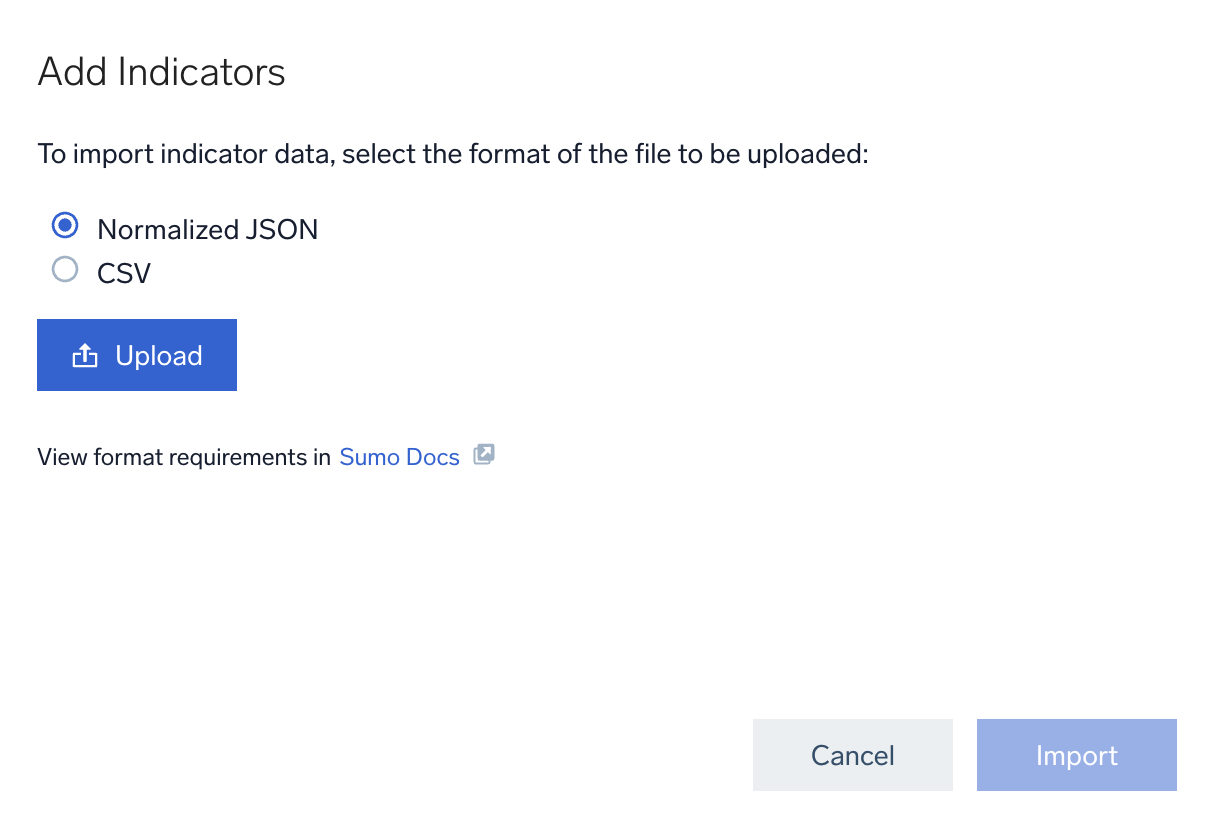 Add Indicators
To import indicator data, select the format of the file to be uploaded:
Normalized JSON
CSV
Upload
View format requirements in Sumo Docs
Cancel
Import